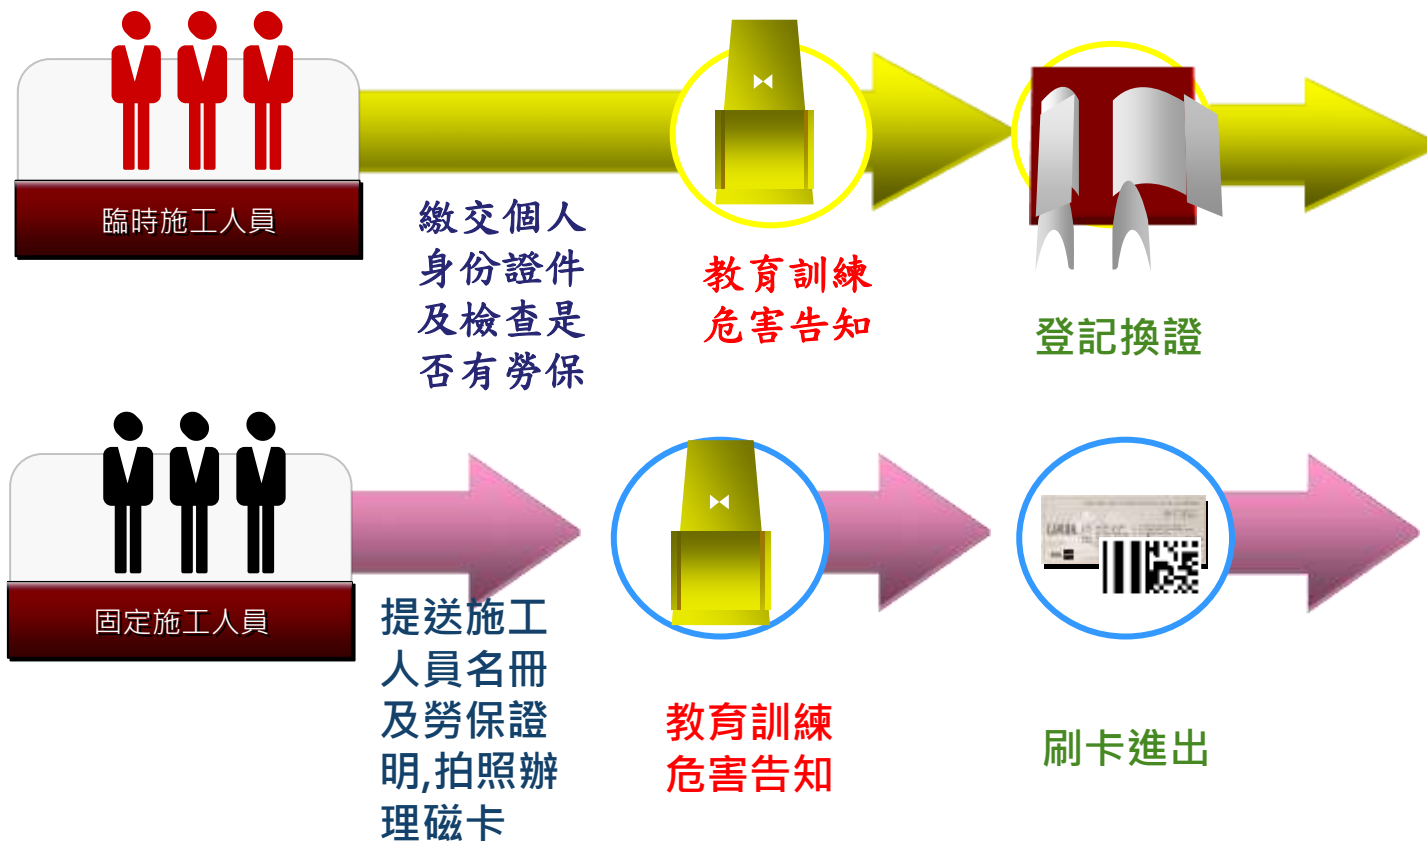 臨時施工人員
繳交個人
身份證件
及檢查是
否有勞保
教育訓練
危害告知
登記換證
固定施工人員
提送施工
人員名冊
及勞保證
明,拍照辦
理磁卡
教育訓練
危害告知
刷卡進出